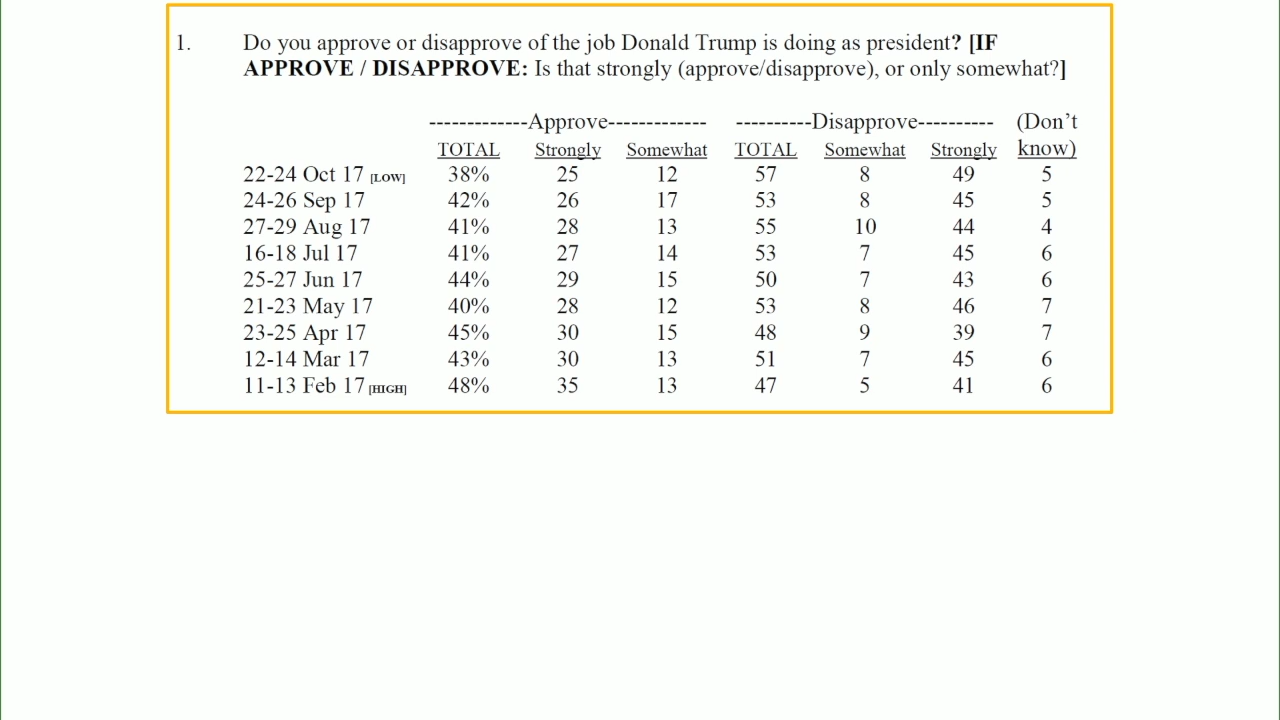 1. Do you approve or disapprove of the job Donald Trump is doing as president? [IF
APPROVE / DISAPPROVE: Is that strongly (approve/disapprove), or only somewhat?]
-------------Approve------------- ----------Disapprove---------- (Don't
TOTAL Strongly Somewhat TOTAL Somewhat Strongly know)
22-24 Oct 17 [LOW] 38% 25 12 57 8 49 5
24-26 Sep 17 42% 26 17 53 8 45 5
27-29 Aug 17 41% 28 13 55 10 44 4
16-18 Jul 17 41% 27 14 53 7 45 6
25-27 Jun 17 44% 29 15 50 7 43 6
21-23 May 17 40% 28 12 53 8 46 7
23-25 Apr 17 45% 30 15 48 9 39 7
12-14 Mar 17 43% 30 13 51 7 45 6
11-13 Feb 17 [HIGH] 48% 35 13 47 5 41 6